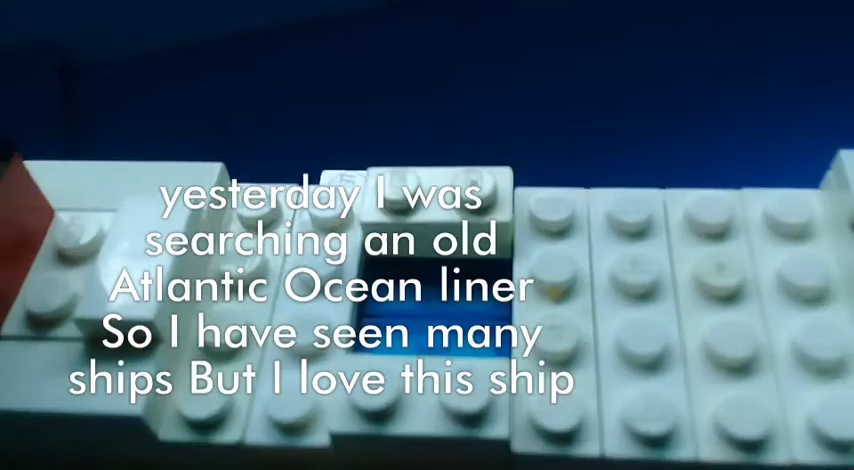 yesterday I was
searching an old
Atlantic Ocean liner
So I have seen many
ships But I love this ship